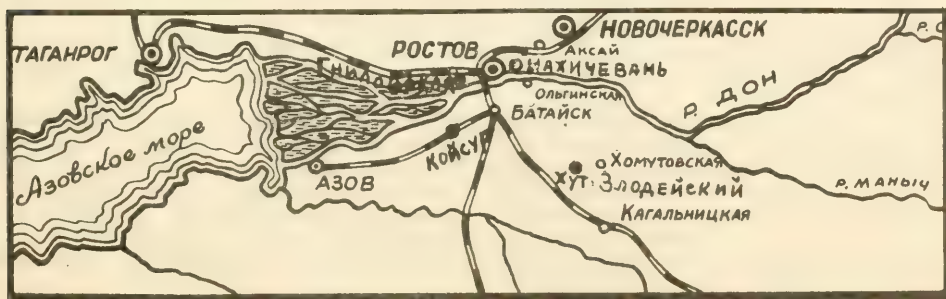 НОВОЧЕРКАССК
Р. С
ТАГАНРОГ
РОСТОВ
АКСАЙ
НАХИЧЕВАНЬ
ОЛЬГИНСКАЯ
Р. ДОН
БАТАЙСК
АЗОВСКОЕ МОРЕ
КОЙСУГ
ХОМУТОВСКАЯ
АЗОВ
ХУТ. ЗЛОДЕЙСКИЙ
Р. МАНЫЧ
КАГАЛЬНИЦКАЯ